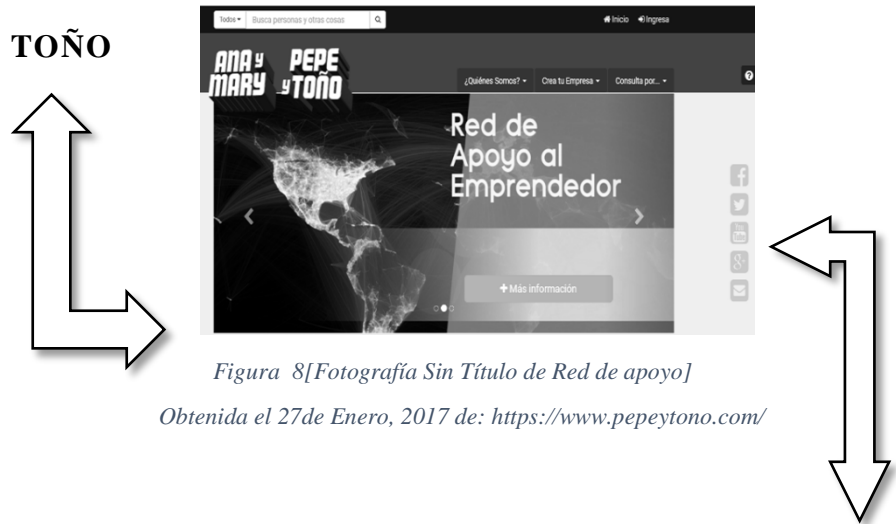 Todos Busca personas y otras cosas Inicio Ingresa
TOÑO
ANA y MARY PEPE y TOÑO
¿Quiénes Somos? Crea tu Empresa Consulta por...
?
Red de
Apoyo al
Emprendedor
+ Más información
Figura 8[Fotografía Sin Título de Red de apoyo]
Obtenida el 27de Enero, 2017 de: https://www.pepeytono.com/